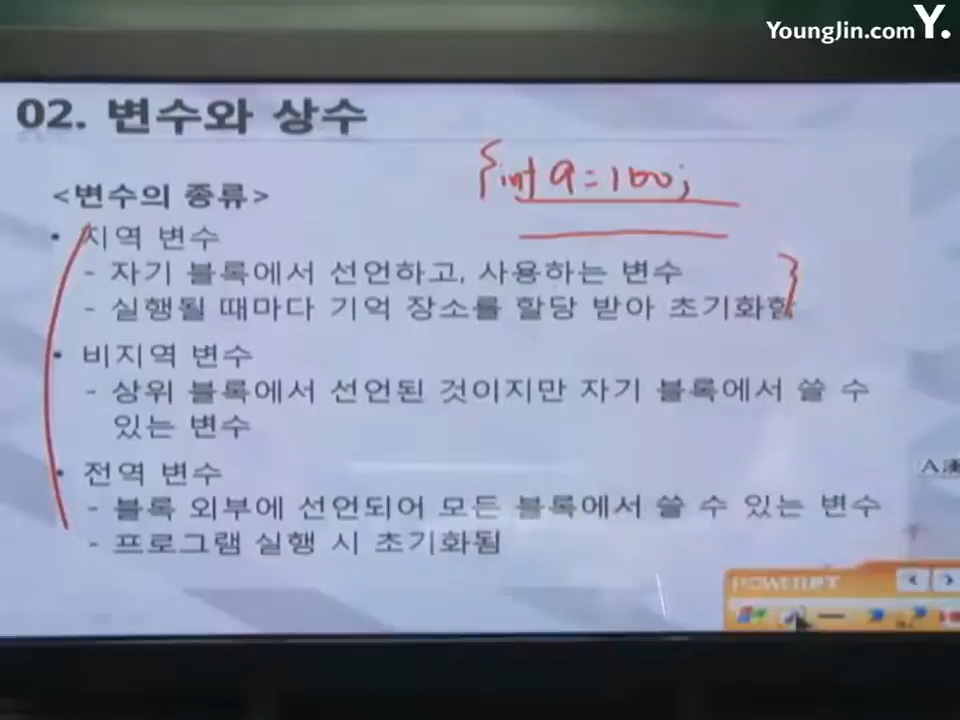 YoungJin.com Y.
02. 변수와 상수
{int a=100;
<변수의 종류>
• 지역 변수
- 자기 블록에서 선언하고, 사용하는 변수
}
- 실행될 때마다 기억 장소를 할당 받아 초기화함
• 비지역 변수
- 상위 블록에서 선언된 것이지만 자기 블록에서 쓸 수
있는 변수
A漢
• 전역 변수
- 블록 외부에 선언되어 모든 블록에서 쓸 수 있는 변수
- 프로그램 실행 시 초기화됨